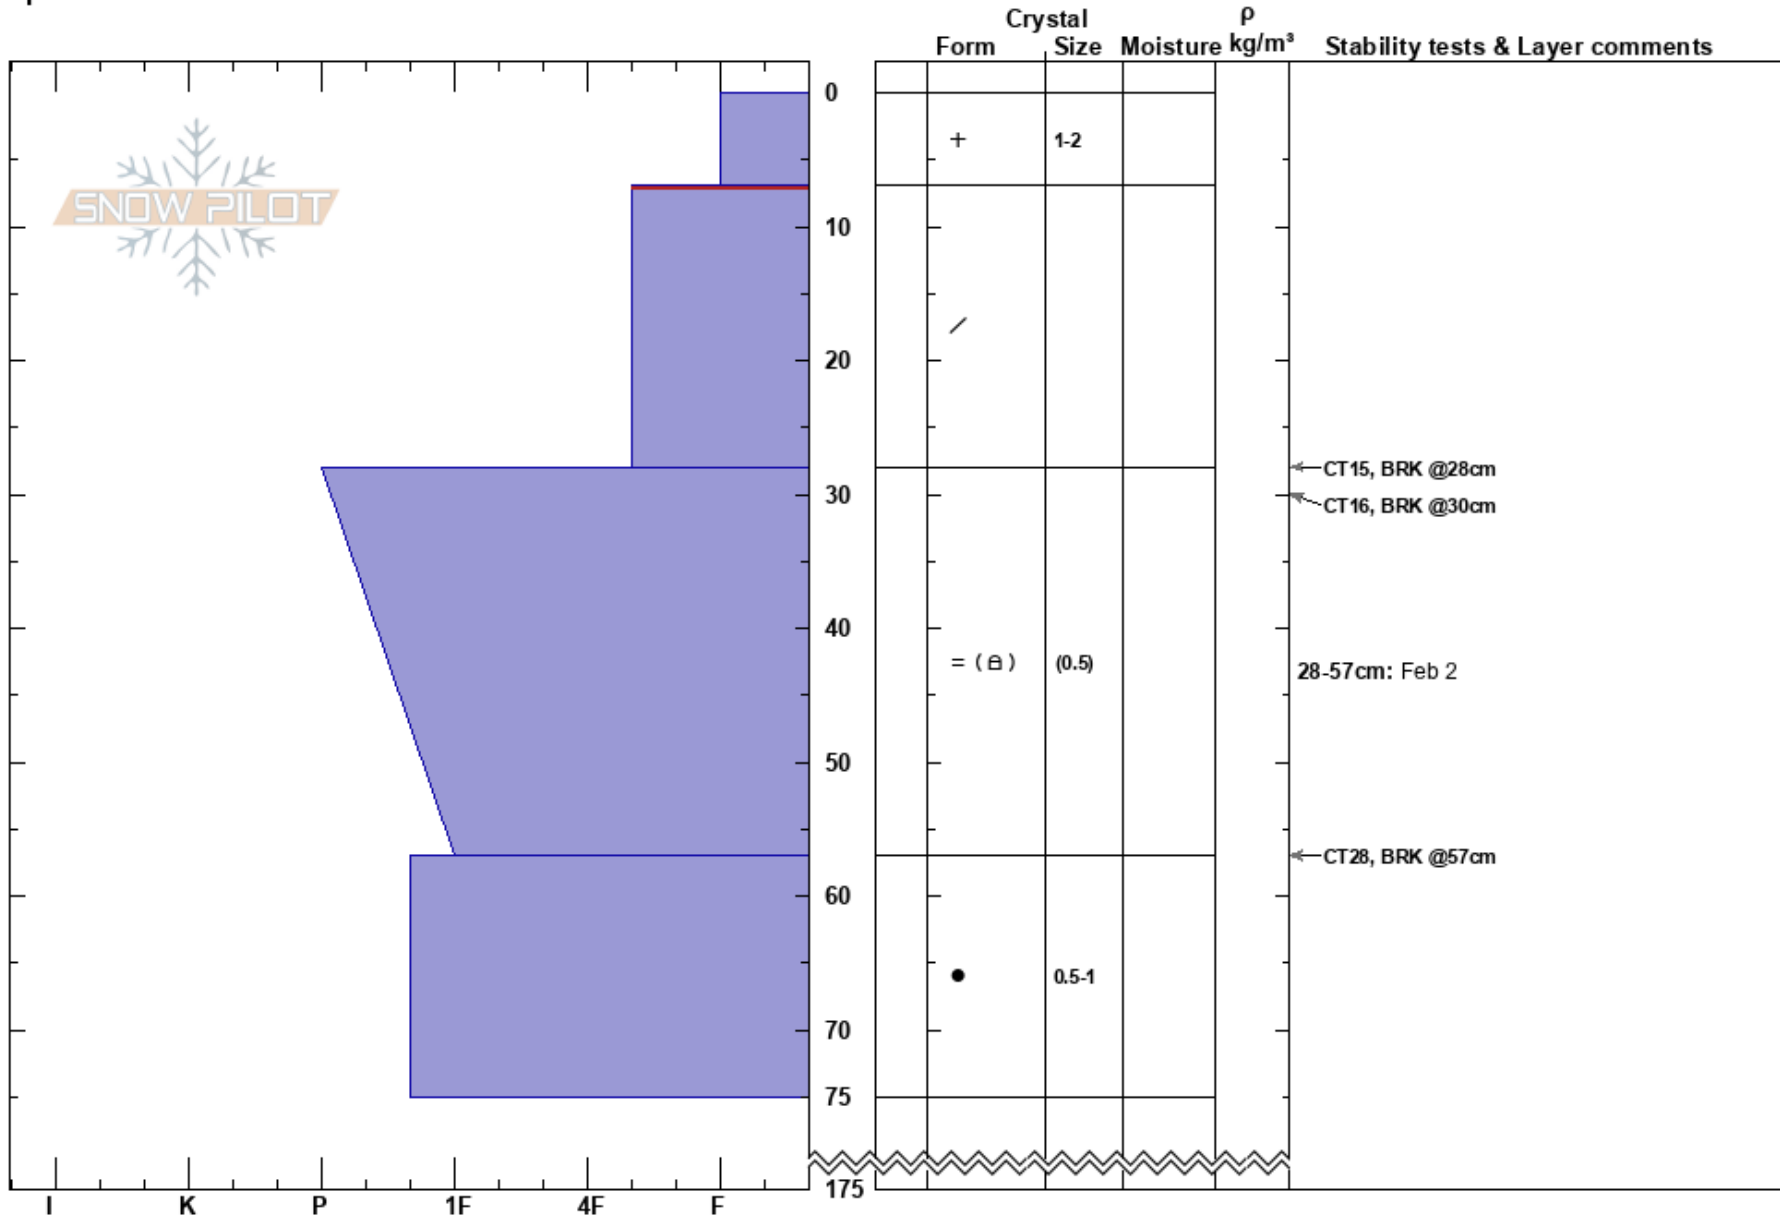 Crystal
Form Size Moisture ρ kg/m³ Stability tests & Layer comments
0
+ 1-2
SNOW PILOT
10
/
20
CT15, BRK @28cm
30
CT16, BRK @30cm
40
= ( ) (0.5) 28-57cm: Feb 2
50
CT28, BRK @57cm
60
● 0.5-1
70
75
175
I K P 1F 4F F